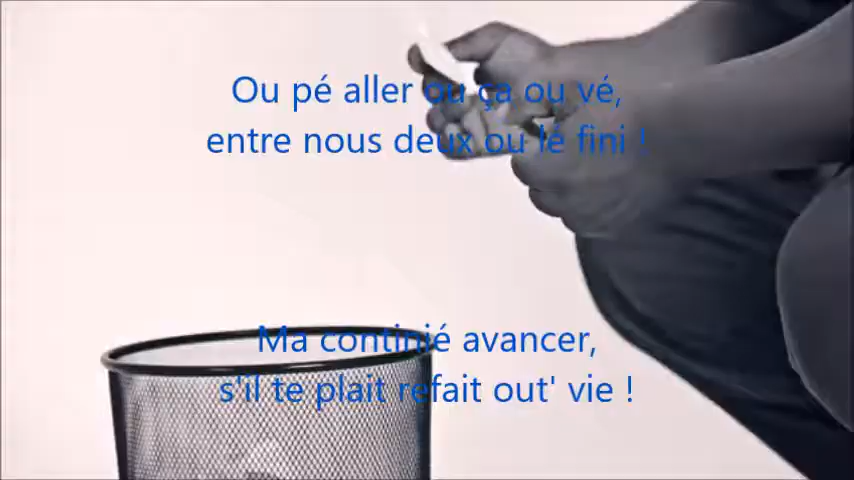 Ou pé aller ou ça ou vé,
entre nous deux ou lé fini !
Ma continié avancer,
s'il te plait refait out' vie !